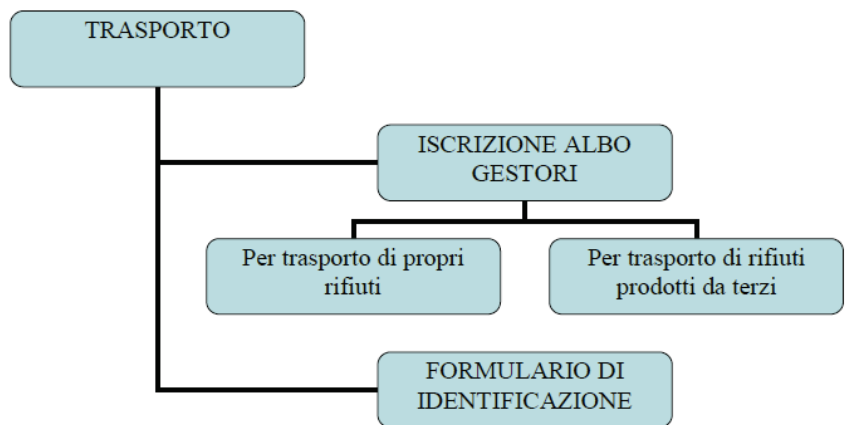 TRASPORTO
ISCRIZIONE ALBO
GESTORI
Per trasporto di propri
rifiuti
Per trasporto di rifiuti
prodotti da terzi
FORMULARIO DI
IDENTIFICAZIONE